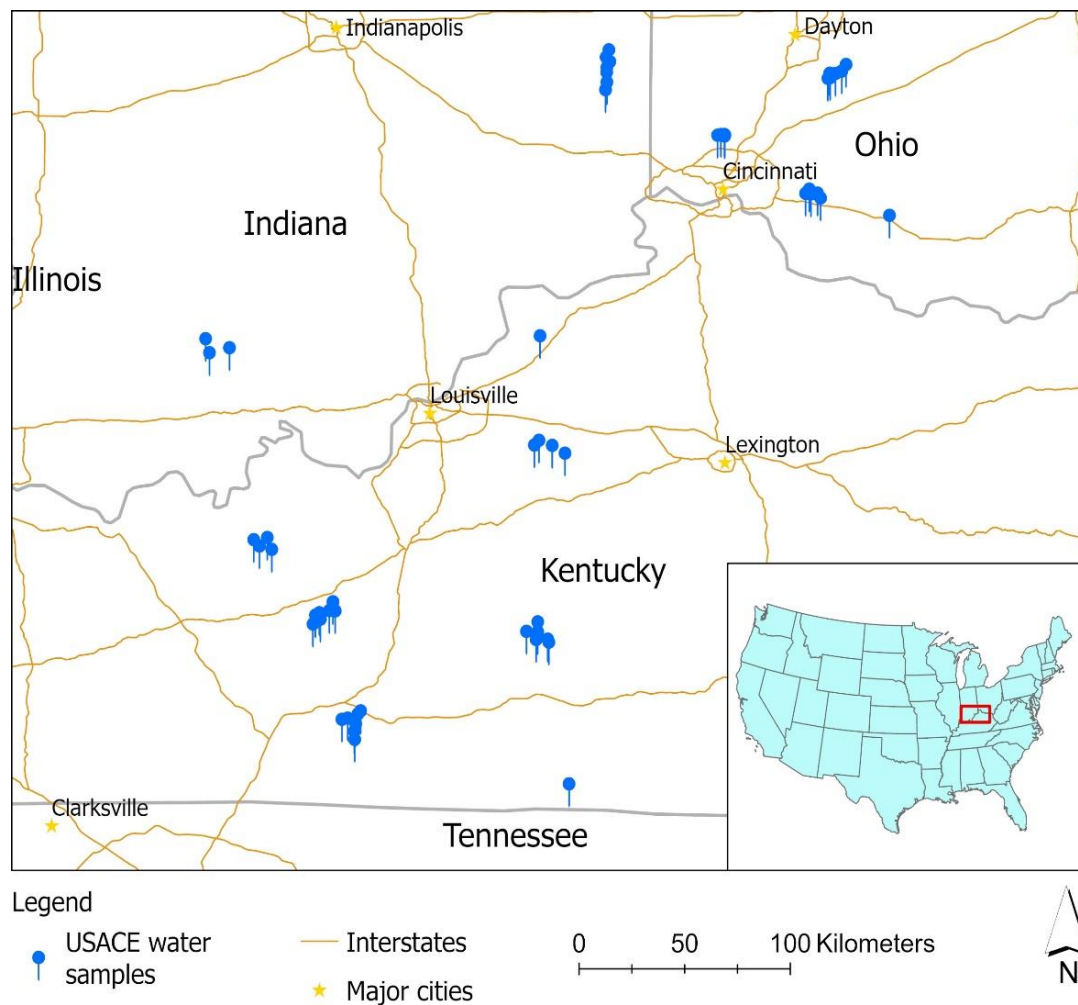 Indianapolis
Dayton
Ohio
Cincinnati
Indiana
Illinois
Louisville
Lexington
Kentucky
Clarksville
Tennessee
Legend
USACE water
samples
Interstates
Major cities
0 50 100 Kilometers
N